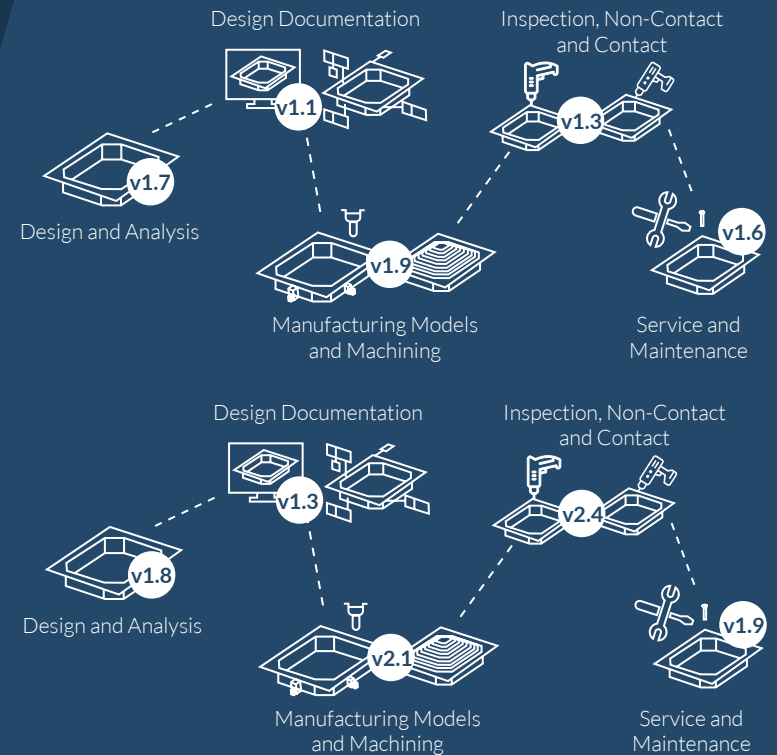 Design Documentation
Inspection, Non-Contact
and Contact
v1.1
v1.3
v1.7
Design and Analysis
v1.6
v1.9
Manufacturing Models
and Machining
Service and
Maintenance
Design Documentation
Inspection, Non-Contact
and Contact
v1.3
v2.4
v1.8
Design and Analysis
v1.9
v2.1
Manufacturing Models
and Machining
Service and
Maintenance